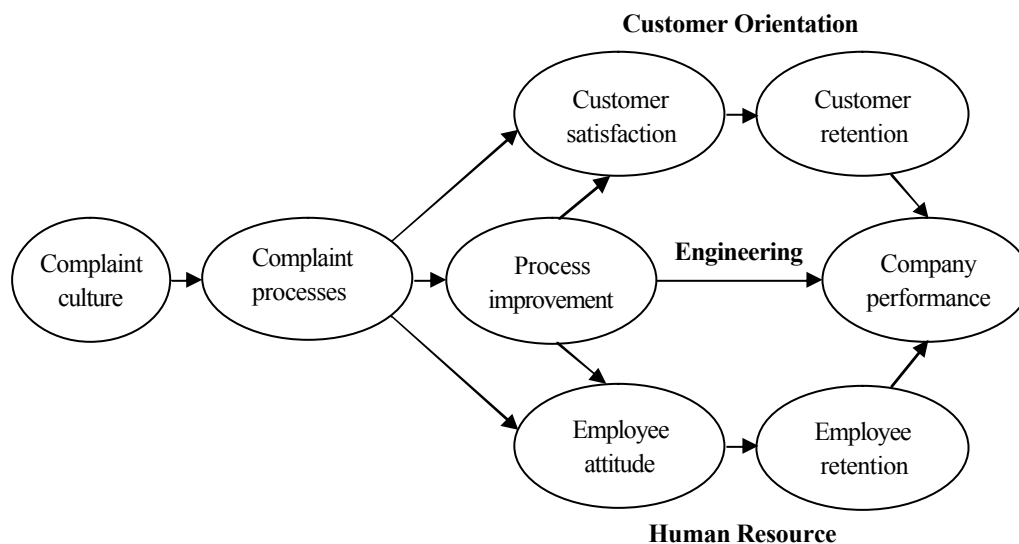 Customer Orientation
Customer
satisfaction
Customer
retention
Complaint
culture
Complaint
processes
Process
improvement
Engineering
Company
performance
Employee
attitude
Employee
retention
Human Resource